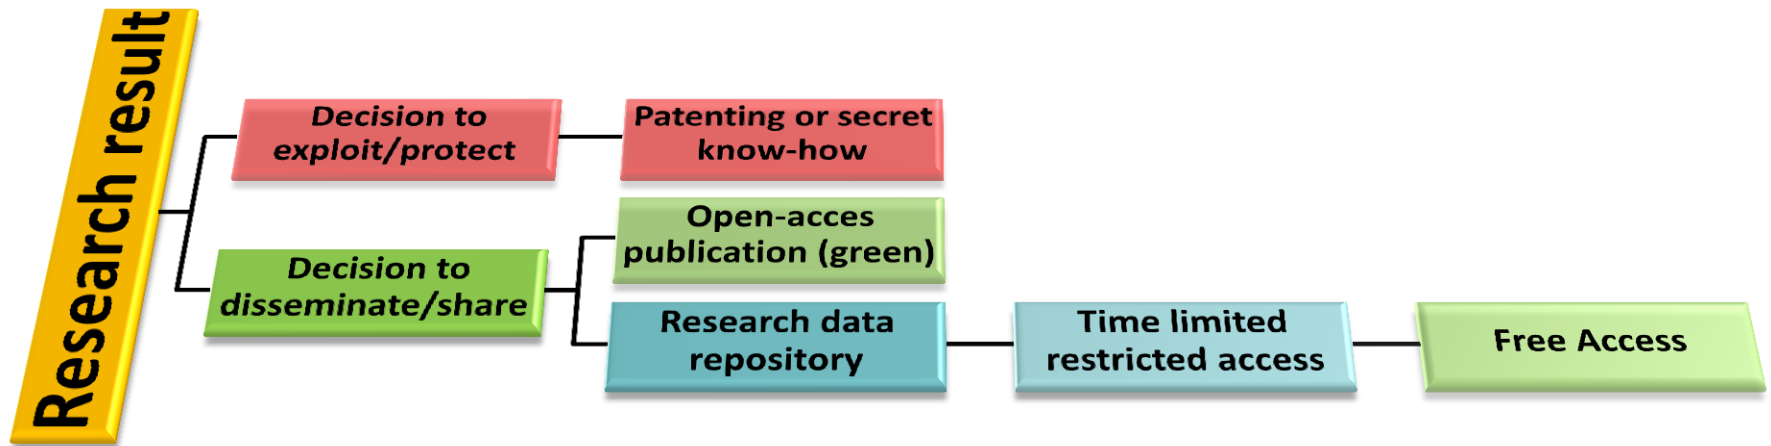 Research result
Decision to
exploit/protect
Patenting or secret
know-how
Decision to
disseminate/share
Open-acces
publication (green)
Research data
repository
Time limited
restricted access
Free Access